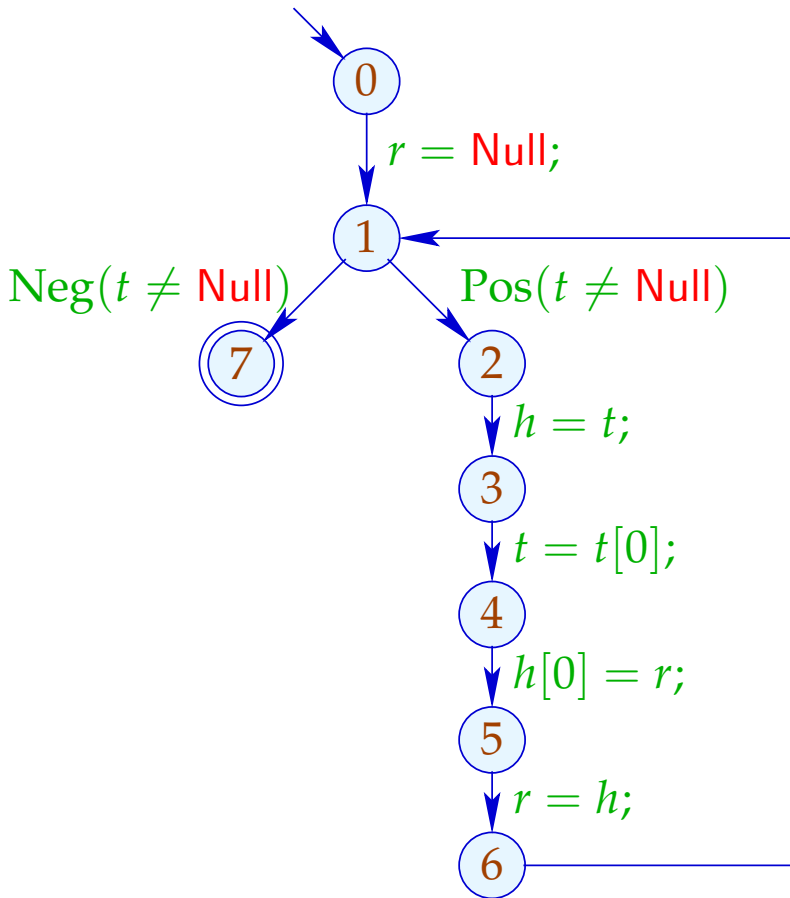 0
r = Null;
1
Neg(t ≠ Null)
Pos(t ≠ Null)
7
2
h = t;
3
t = t[0];
4
h[0] = r;
5
r = h;
6